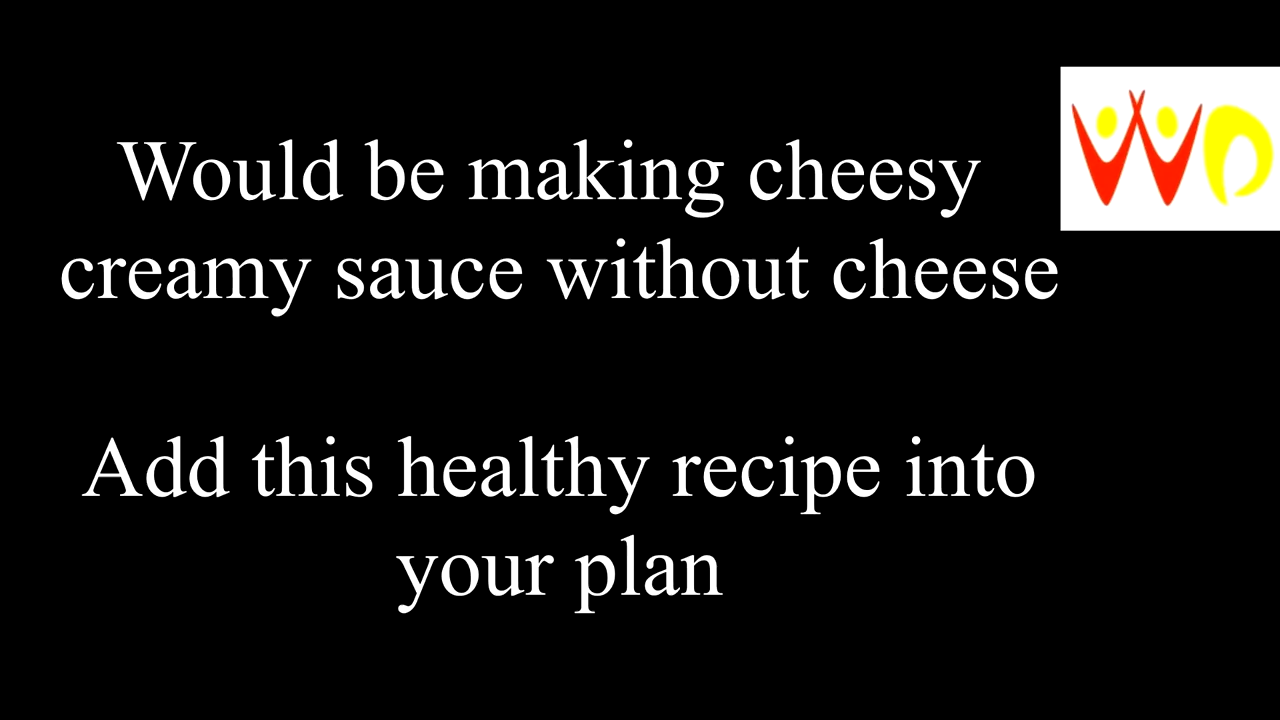 Would be making cheesy
creamy sauce without cheese
Add this healthy recipe into
your plan